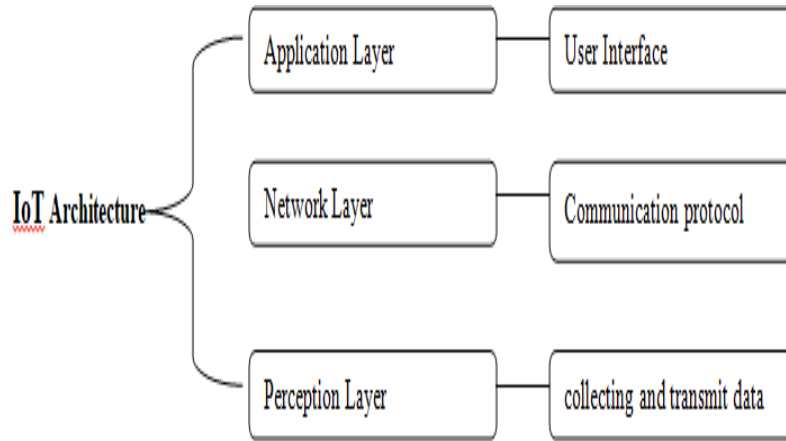 Application Layer
User Interface
IoT Architecture
Network Layer
Communication protocol
Perception Layer
collecting and transmit data